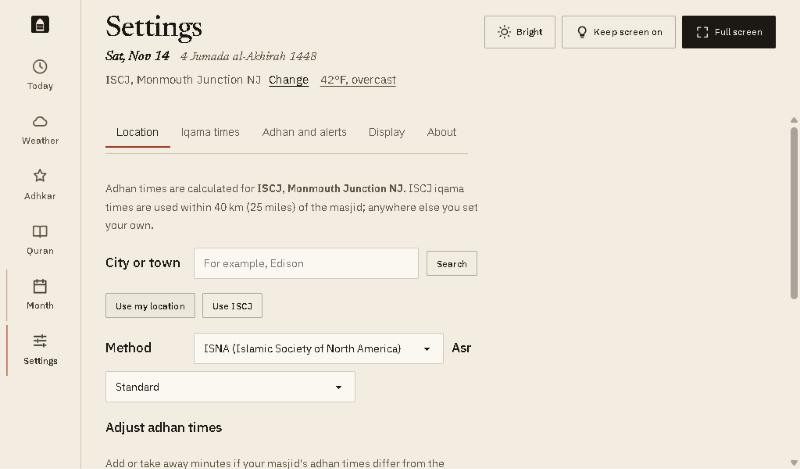 Settings
Sat, Nov 14 4 Jumada al-Akhirah 1448
ISCJ, Monmouth Junction NJ Change 42°F, overcast
Bright
Keep screen on
Full screen
Today
Weather
Adhkar
Quran
Month
Settings
Location Iqama times Adhan and alerts Display About
Adhan times are calculated for ISCJ, Monmouth Junction NJ. ISCJ iqama
times are used within 40 km (25 miles) of the masjid; anywhere else you set
your own.
City or town For example, Edison Search
Use my location Use ISCJ
Method ISNA (Islamic Society of North America) Asr
Standard
Adjust adhan times
Add or take away minutes if your masjid's adhan times differ from the